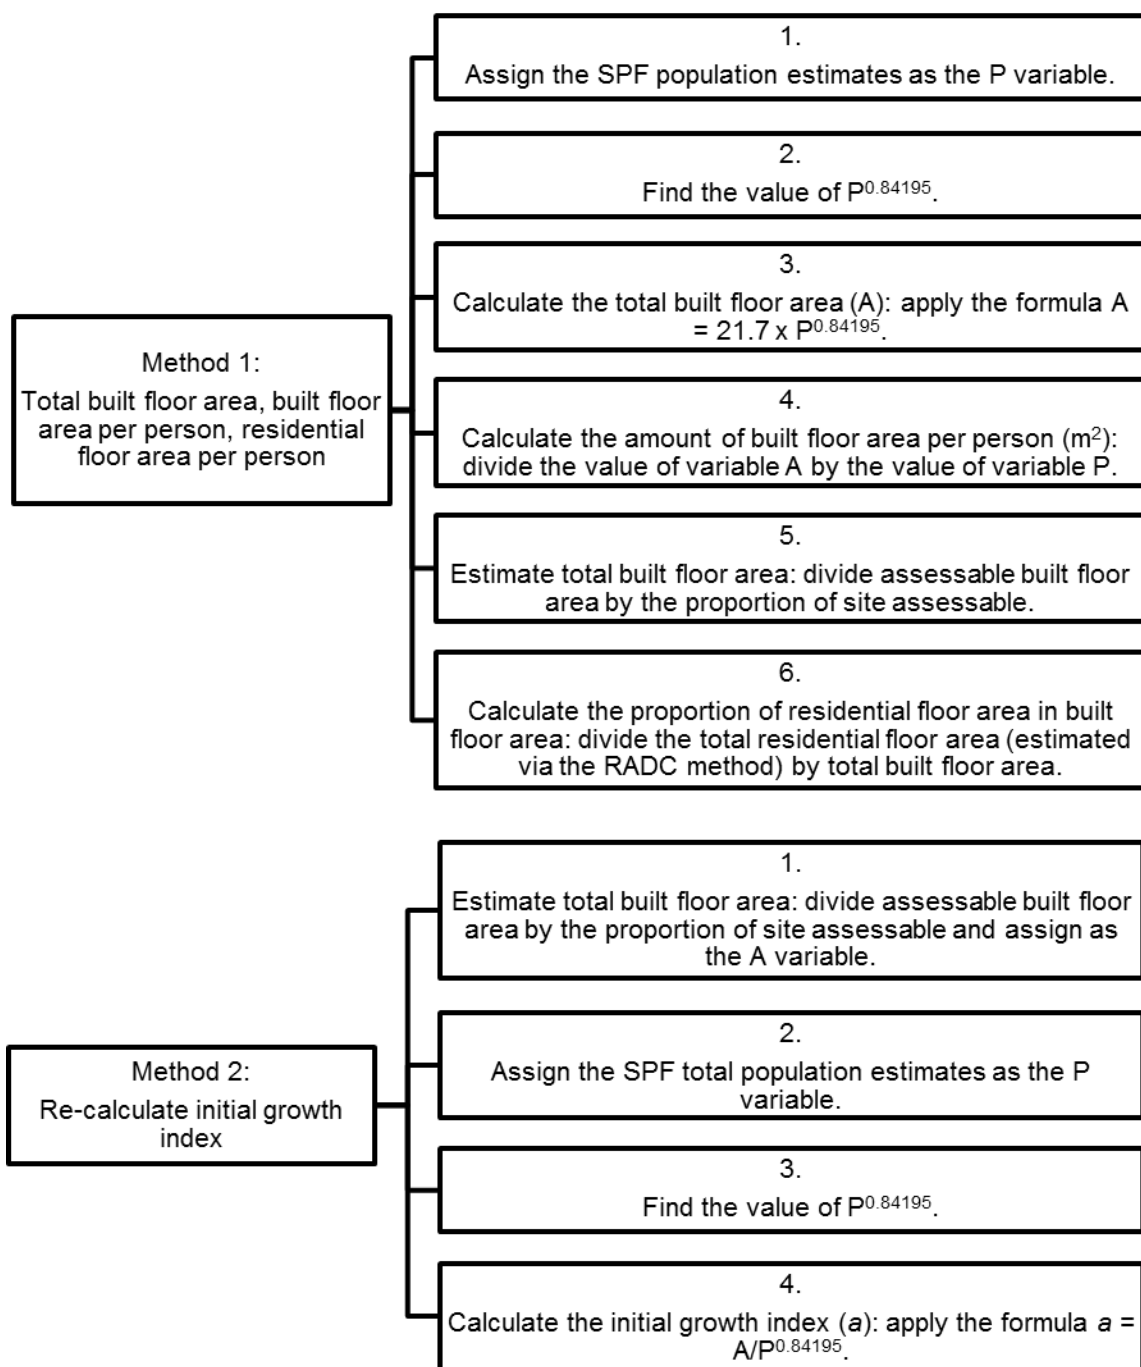 Method 1:
Total built floor area, built floor
area per person, residential
floor area per person
1.
Assign the SPF population estimates as the P variable.
2.
Find the value of P^0.84195.
3.
Calculate the total built floor area (A): apply the formula A
= 21.7 x P^0.84195.
4.
Calculate the amount of built floor area per person (m²):
divide the value of variable A by the value of variable P.
5.
Estimate total built floor area: divide assessable built floor
area by the proportion of site assessable.
6.
Calculate the proportion of residential floor area in built
floor area: divide the total residential floor area (estimated
via the RADC method) by total built floor area.
Method 2:
Re-calculate initial growth
index
1.
Estimate total built floor area: divide assessable built floor
area by the proportion of site assessable and assign as
the A variable.
2.
Assign the SPF total population estimates as the P
variable.
3.
Find the value of P^0.84195.
4.
Calculate the initial growth index (a): apply the formula a =
A/P^0.84195.